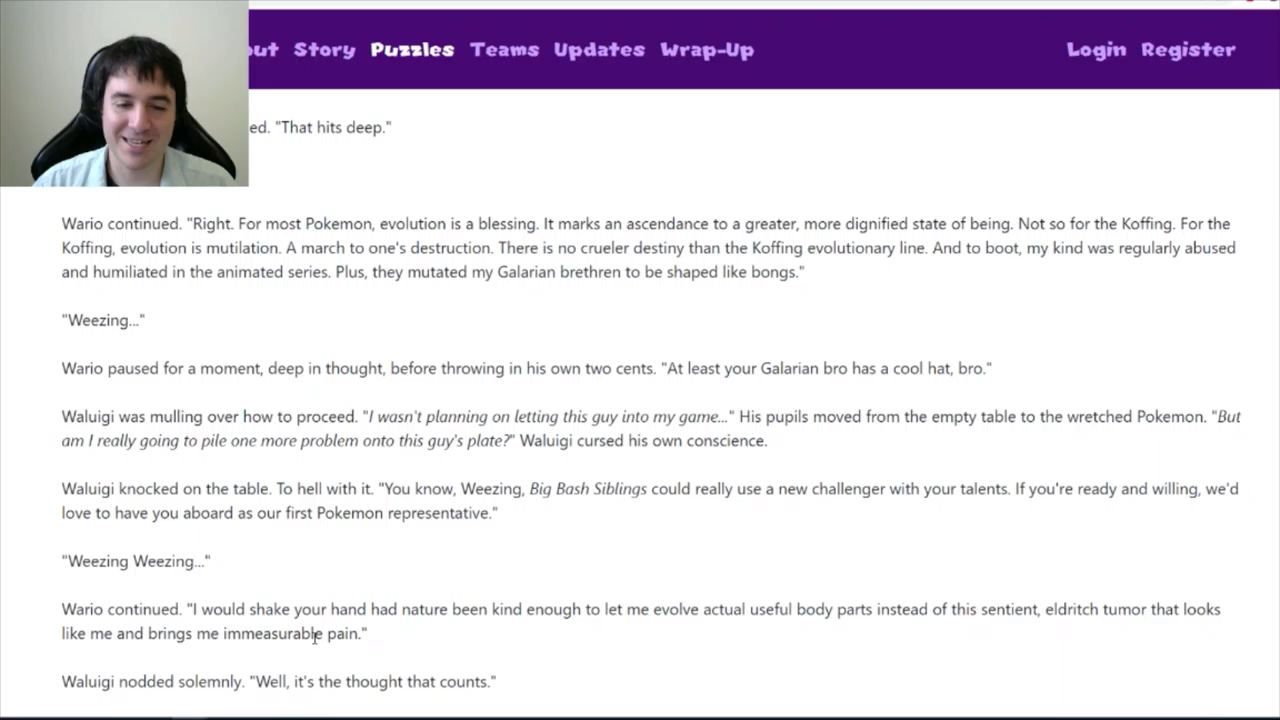 out Story Puzzles Teams Updates Wrap-Up Login Register
ed. "That hits deep."
Wario continued. "Right. For most Pokemon, evolution is a blessing. It marks an ascendance to a greater, more dignified state of being. Not so for the Koffing. For the
Koffing, evolution is mutilation. A march to one's destruction. There is no crueler destiny than the Koffing evolutionary line. And to boot, my kind was regularly abused
and humiliated in the animated series. Plus, they mutated my Galarian brethren to be shaped like bongs."
"Weezing..."
Wario paused for a moment, deep in thought, before throwing in his own two cents. "At least your Galarian bro has a cool hat, bro."
Waluigi was mulling over how to proceed. "I wasn't planning on letting this guy into my game..." His pupils moved from the empty table to the wretched Pokemon. "But
am I really going to pile one more problem onto this guy's plate?" Waluigi cursed his own conscience.
Waluigi knocked on the table. To hell with it. "You know, Weezing, Big Bash Siblings could really use a new challenger with your talents. If you're ready and willing, we'd
love to have you aboard as our first Pokemon representative."
"Weezing Weezing..."
Wario continued. "I would shake your hand had nature been kind enough to let me evolve actual useful body parts instead of this sentient, eldritch tumor that looks
like me and brings me immeasurable pain."
Waluigi nodded solemnly. "Well, it's the thought that counts."